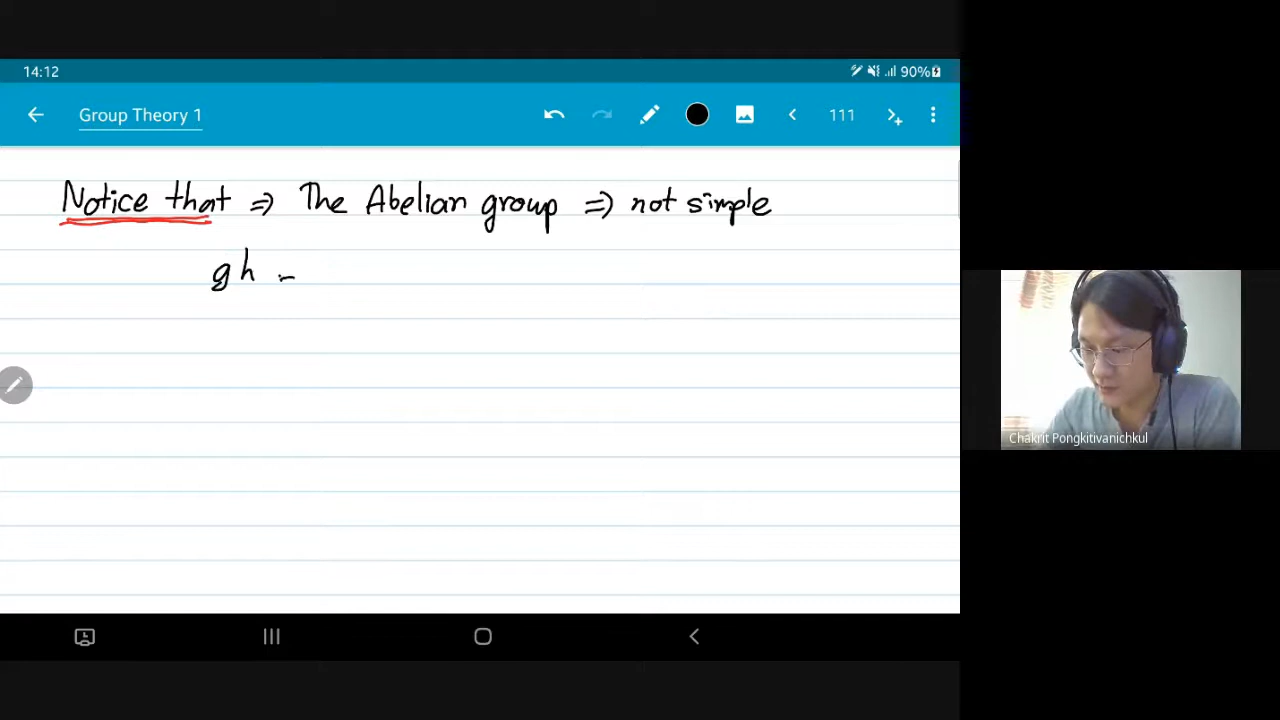 14:12
90%
Group Theory 1
111
Notice that ⇒ The Abelian group ⇒ not simple
gh =
Chakrit Pongkitivanichkul